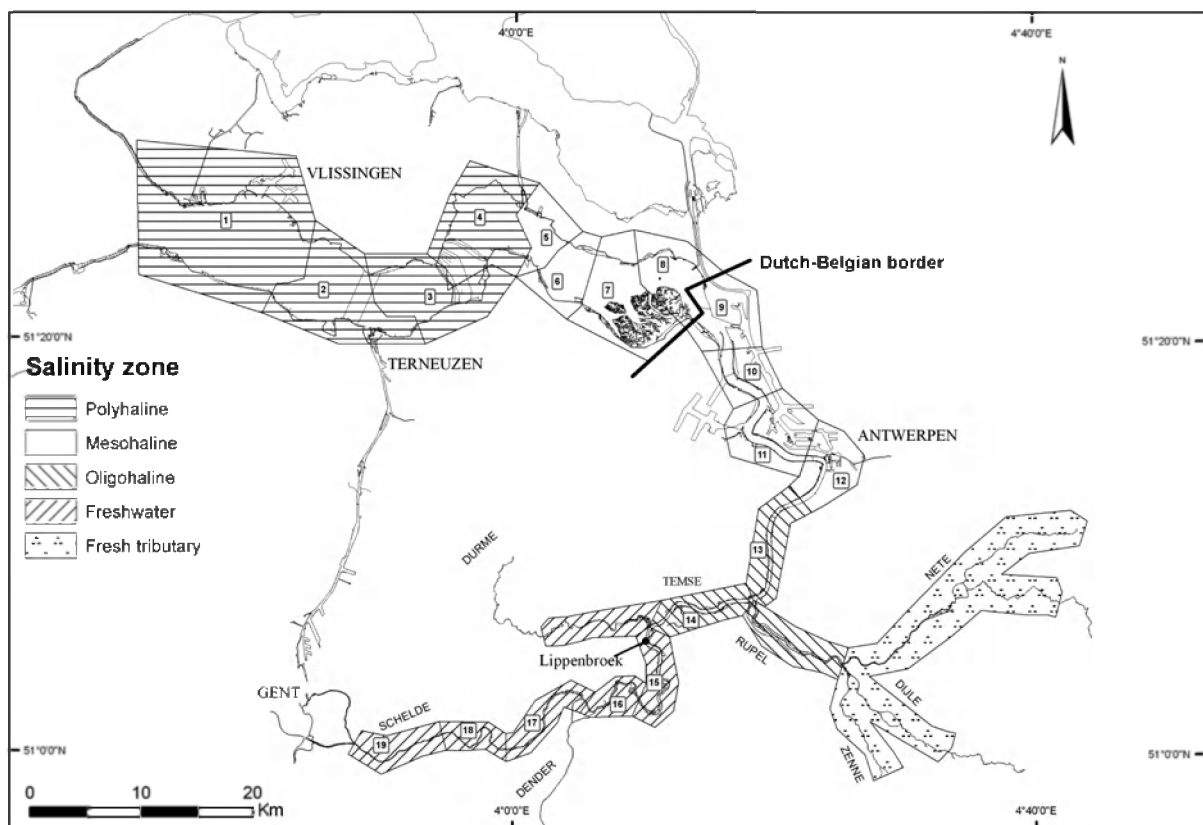 4°0'0"E
4°40'0"E
N
VLISSINGEN
1
4
5
8
Dutch-Belgian border
2
3
6
7
9
51°20'0"N
51°20'0"N
TERNEUZEN
Salinity zone
Polyhaline
Mesohaline
Oligohaline
Freshwater
Fresh tributary
10
ANTWERPEN
11
12
DURME
13
NETE
TEMSE
14
RUPEL
Lippenbroek
15
DIJLE
GENT
SCHELDE
16
17
18
19
ZENNE
DENDER
51°0'0"N
51°0'0"N
0 10 20
Km
4°0'0"E
4°40'0"E